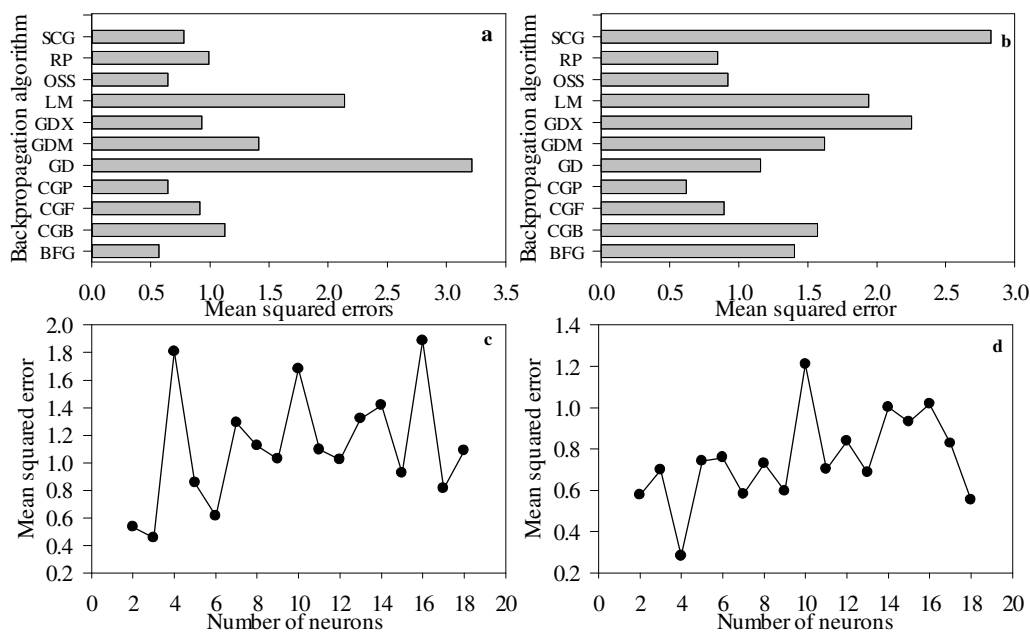 a
Backpropagation algorithm
SCG
RP
OSS
LM
GDX
GDM
GD
CGP
CGF
CGB
BFG
0.0 0.5 1.0 1.5 2.0 2.5 3.0 3.5
Mean squared errors
b
Backpropagation algorithm
SCG
RP
OSS
LM
GDX
GDM
GD
CGP
CGF
CGB
BFG
0.0 0.5 1.0 1.5 2.0 2.5 3.0
Mean squared error
c
Mean squared error
2.0
1.8
1.6
1.4
1.2
1.0
0.8
0.6
0.4
0.2
0 2 4 6 8 10 12 14 16 18 20
Number of neurons
d
Mean squared error
1.4
1.2
1.0
0.8
0.6
0.4
0.2
0 2 4 6 8 10 12 14 16 18 20
Number of neurons